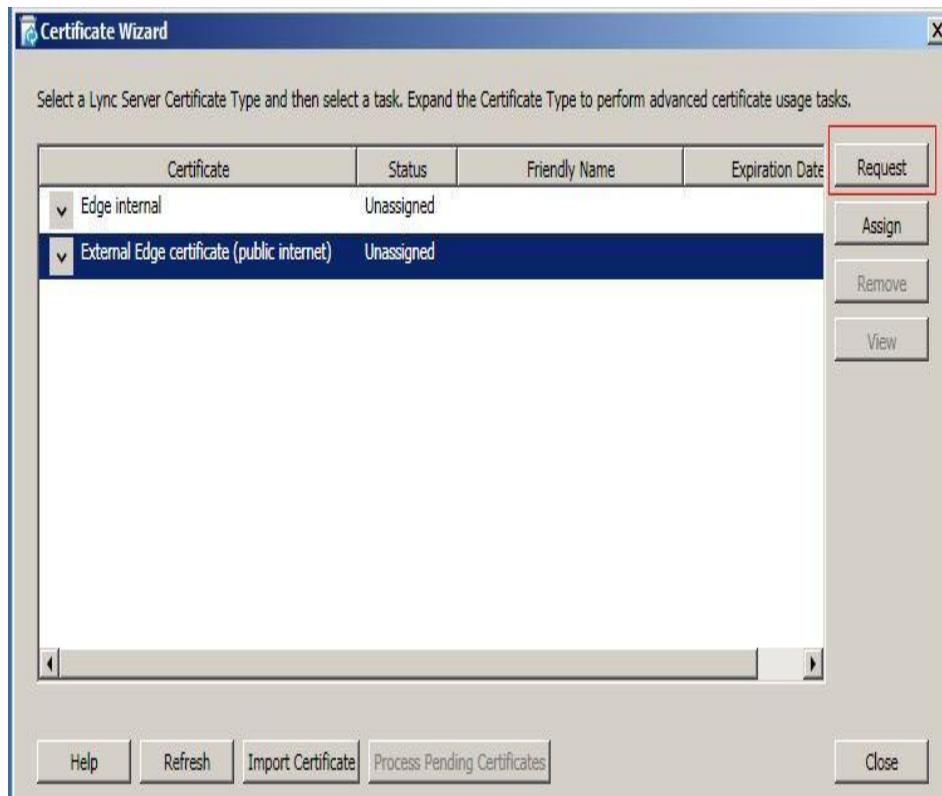 Certificate Wizard
Select a Lync Server Certificate Type and then select a task. Expand the Certificate Type to perform advanced certificate usage tasks.
Certificate Status Friendly Name Expiration Date Request
Edge internal Unassigned
Assign
External Edge certificate (public internet) Unassigned
Remove
View
Help Refresh Import Certificate Process Pending Certificates Close